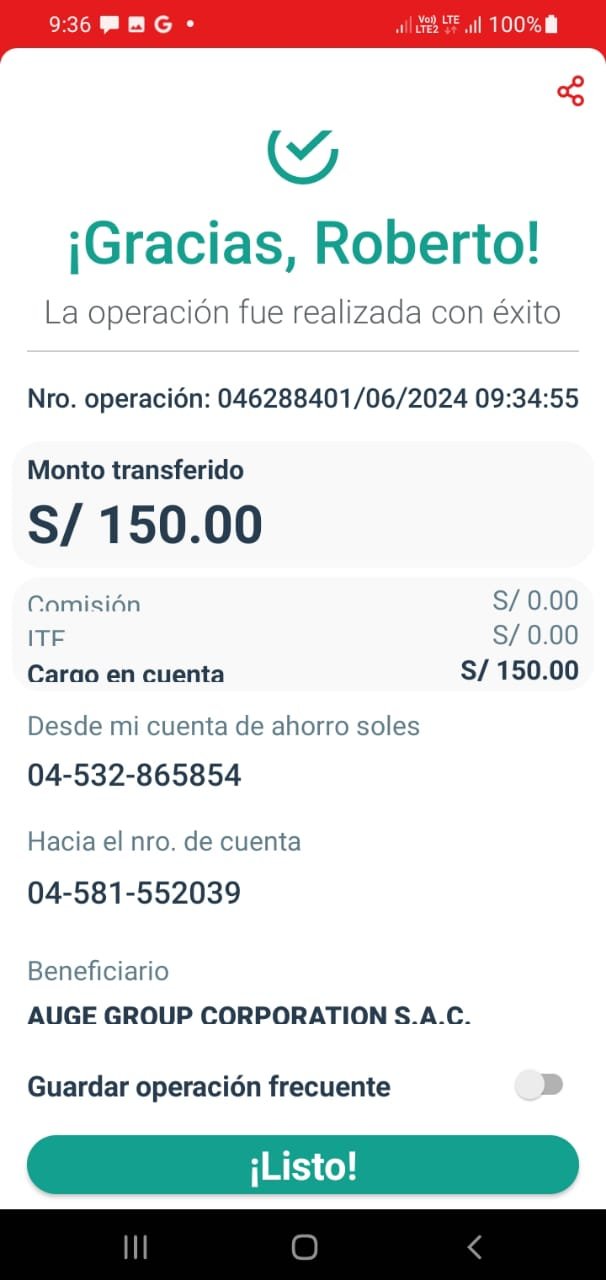 9:36
Vo) LTE
LTE2
100%
¡Gracias, Roberto!
La operación fue realizada con éxito
Nro. operación: 046288401/06/2024 09:34:55
Monto transferido
S/ 150.00
Comisión S/ 0.00
ITF S/ 0.00
Cargo en cuenta S/ 150.00
Desde mi cuenta de ahorro soles
04-532-865854
Hacia el nro. de cuenta
04-581-552039
Beneficiario
AUGE GROUP CORPORATION S.A.C.
Guardar operación frecuente
¡Listo!